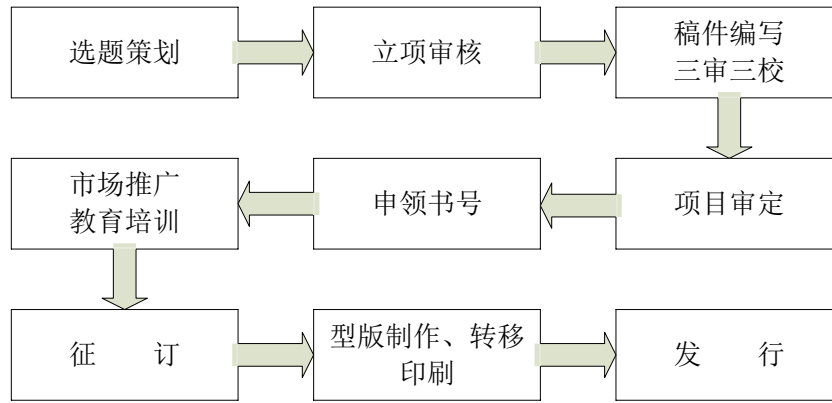 选题策划
立项审核
稿件编写
三审三校
项目审定
申领书号
市场推广
教育培训
征 订
型版制作、转移
印刷
发 行